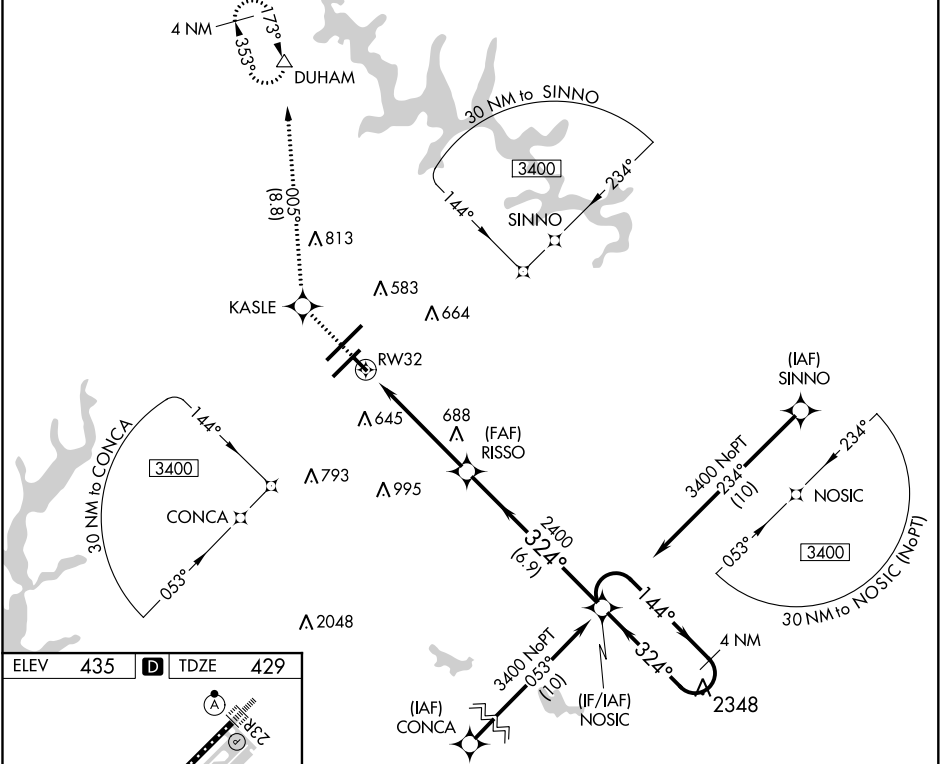 4 NM
173°
353°
DUHAM
30 NM to SINNO
3400
144°
234°
SINNO
005°
(8.8)
813
583
664
KASLE
RW32
(IAF)
SINNO
645
688
(FAF)
RISSO
30 NM to CONCA
144°
3400
793
995
CONCA
053°
3400 NoPT
234°
(10)
234°
NOSIC
053°
3400
30 NM to NOSIC (NoPT)
2400
324°
(6.9)
2048
144°
4 NM
324°
3400 NoPT
053°
(10)
(IF/IAF)
NOSIC
2348
(IAF)
CONCA
ELEV 435 D TDZE 429
A
23R
P